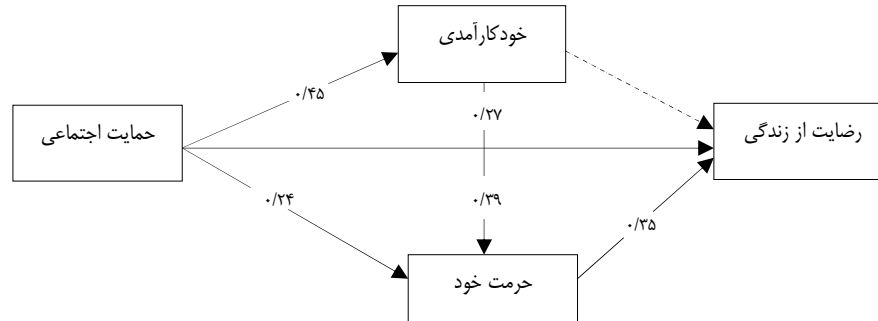 خودکارآمدی
۰/۴۵
۰/۲۷
حمایت اجتماعی
رضایت از زندگی
۰/۲۴
۰/۳۹
۰/۳۵
حرمت خود